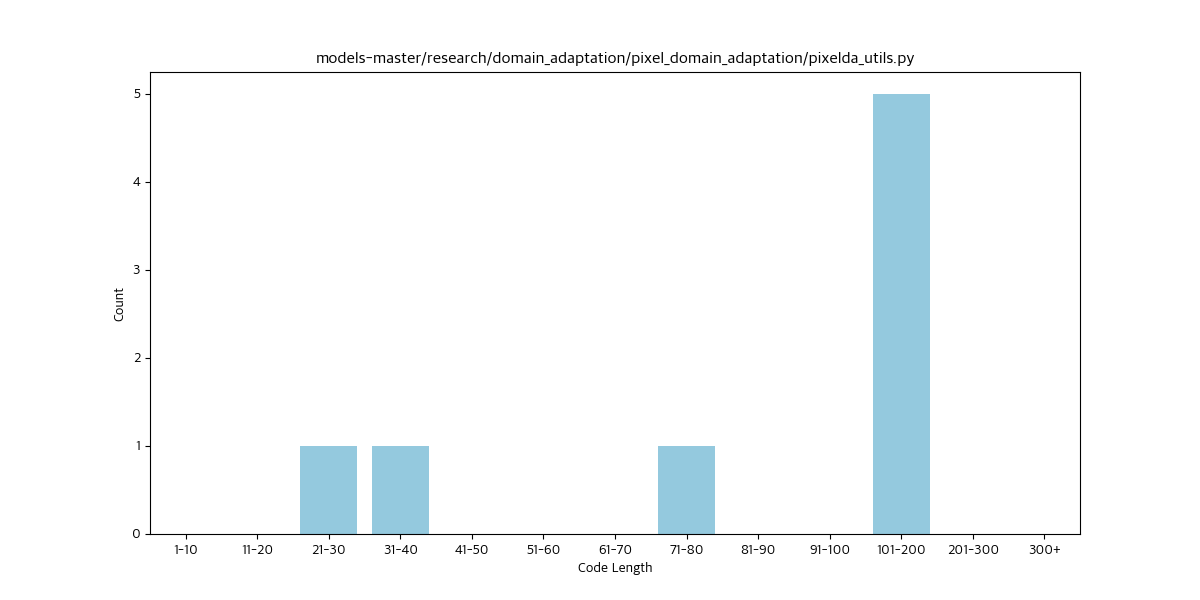 models-master/research/domain_adaptation/pixel_domain_adaptation/pixelda_utils.py
5
4
3
2
1
0
Count
1-10 11-20 21-30 31-40 41-50 51-60 61-70 71-80 81-90 91-100 101-200 201-300 300+
Code Length